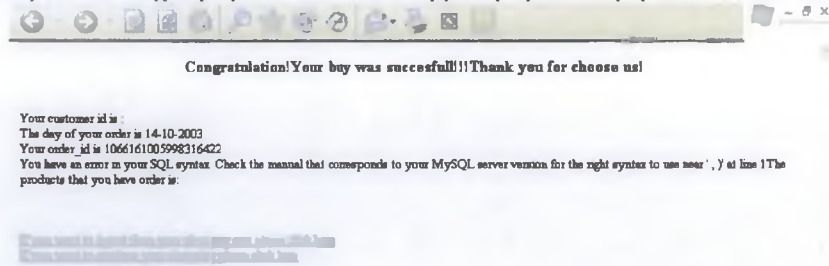 Congratulation!Your buy was succesfull!!!Thank you for choose us!
Your customer id is :
The day of your order is 14-10-2003
Your order_id is 1066161005998316422
You have an error in your SQL syntax. Check the manual that corresponds to your MySQL server version for the right syntax to use near ' , )' at line 1The
products that you have order is: